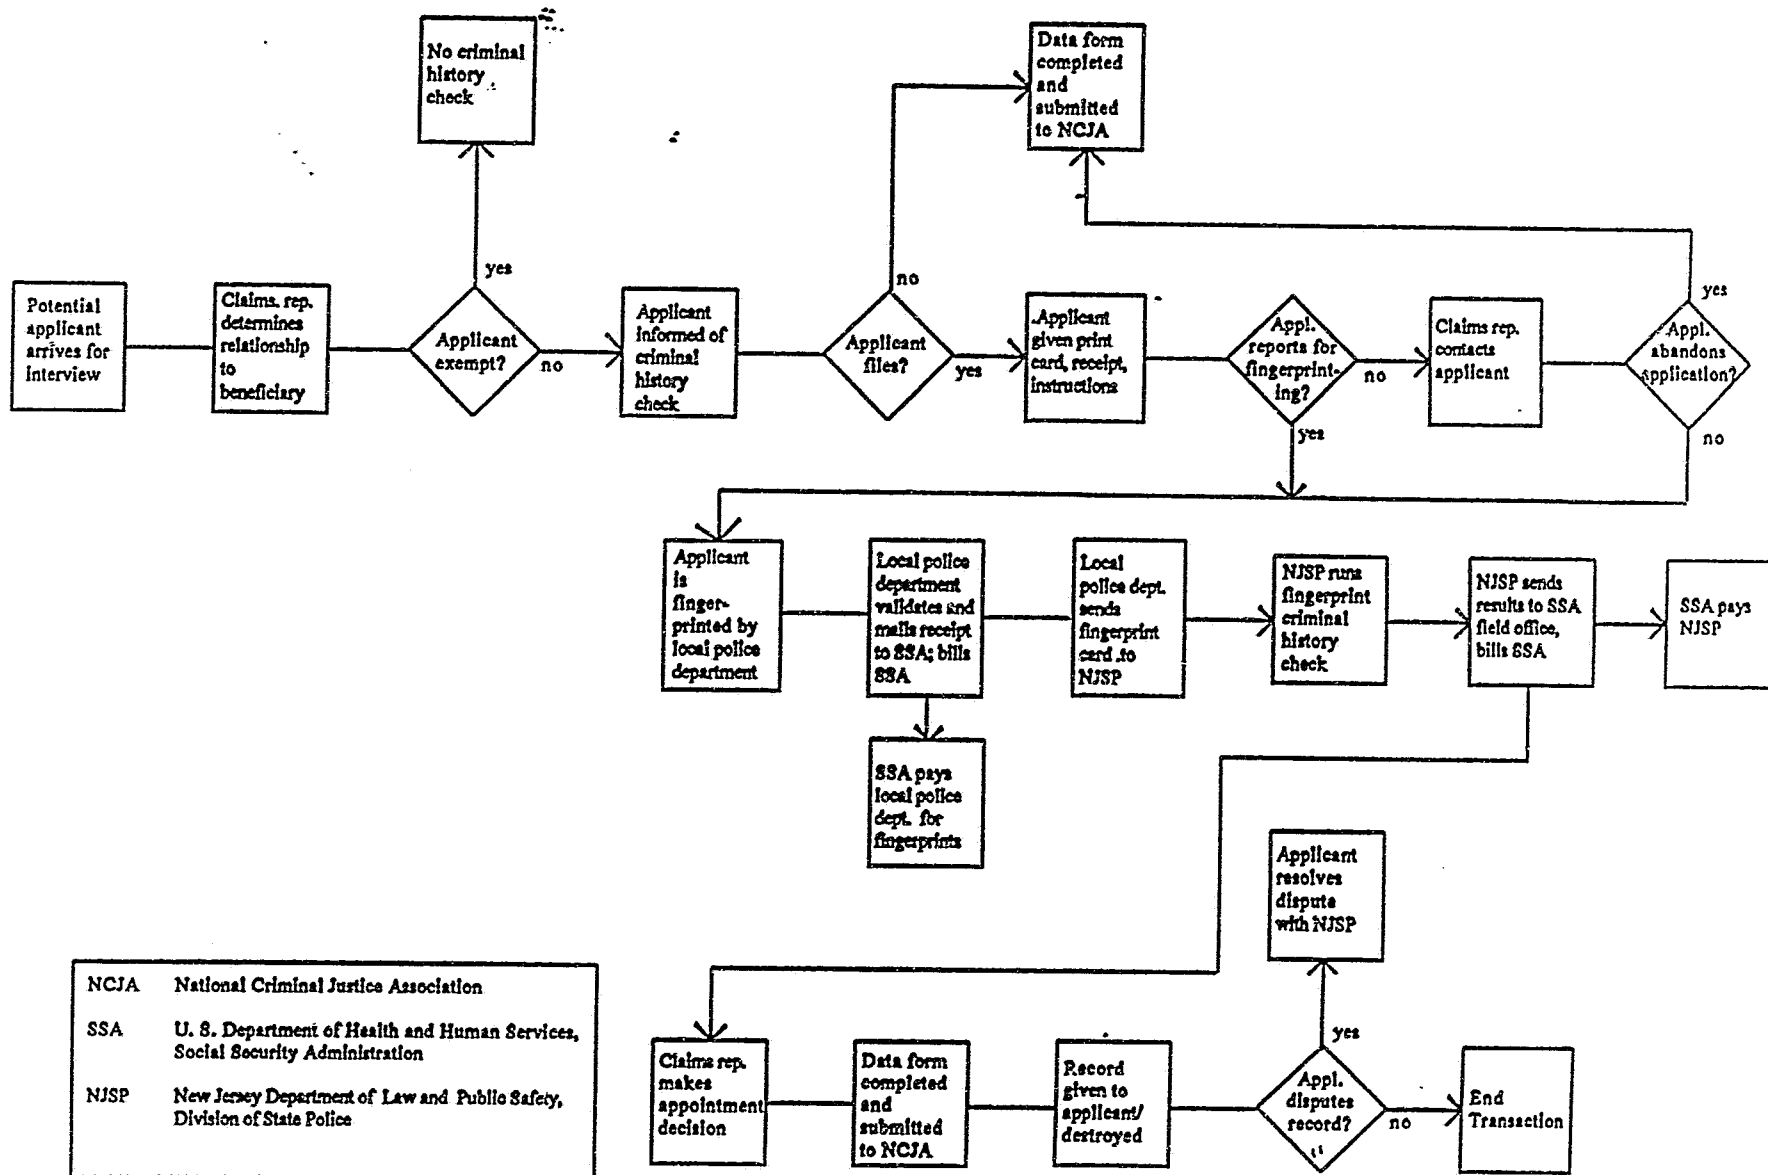 No criminal
history
check
Data form
completed
and
submitted
to NCJA
yes
no
yes
Potential
applicant
arrives for
interview
Claims. rep.
determines
relationship
to
beneficiary
Applicant
exempt?
no
Applicant
informed of
criminal
history
check
Applicant
files?
yes
Applicant
given print
card, receipt,
instructions
Appl.
reports for
fingerprint-
ing?
no
yes
Claims rep.
contacts
applicant
Appl.
abandons
application?
no
Applicant
is
finger-
printed by
local police
department
Local police
department
validates and
mails receipt
to SSA; bills
SSA
Local
police dept.
sends
fingerprint
card to
NJSP
NJSP runs
fingerprint
criminal
history
check
NJSP sends
results to SSA
field office,
bills SSA
SSA pays
NJSP
SSA pays
local police
dept. for
fingerprints
Applicant
resolves
dispute
with NJSP
yes
Claims rep.
makes
appointment
decision
Data form
completed
and
submitted
to NCJA
Record
given to
applicant/
destroyed
Appl.
disputes
record?
no
End
Transaction
NCJA National Criminal Justice Association
SSA U. S. Department of Health and Human Services,
Social Security Administration
NJSP New Jersey Department of Law and Public Safety,
Division of State Police